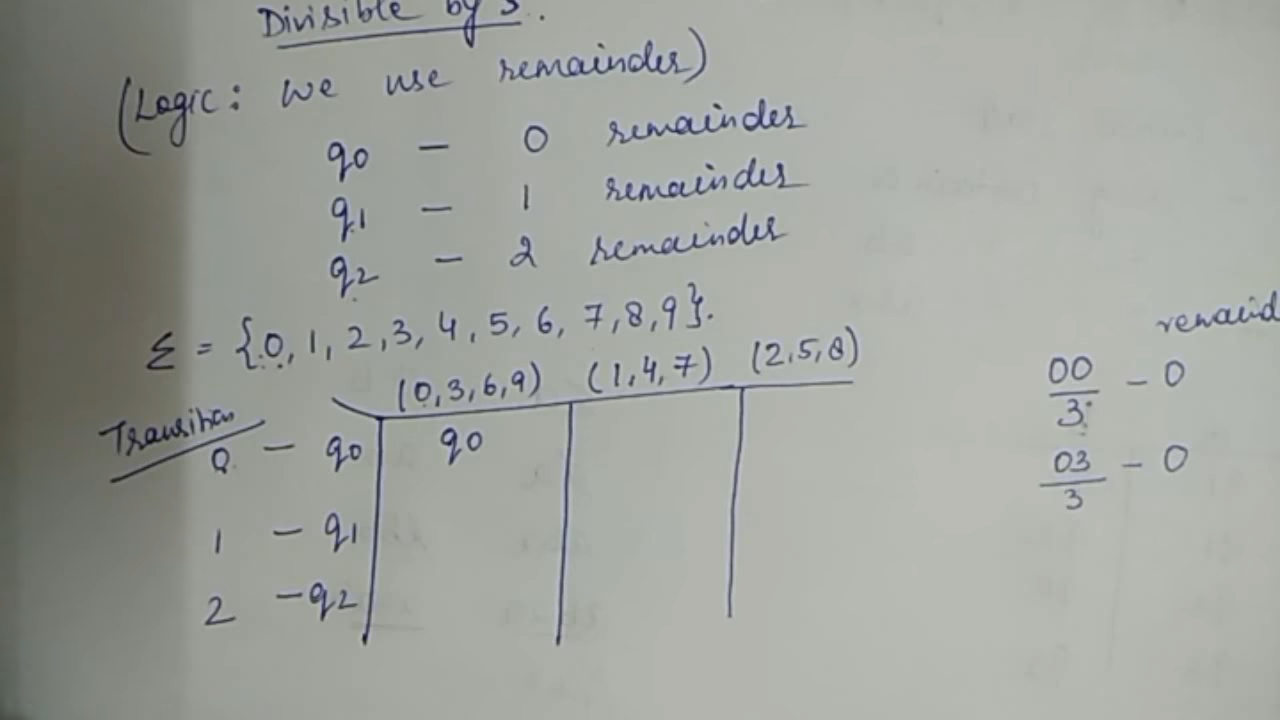 Divisible by 3.
(Logic: We use remainder)
q0 - 0 remainder
q1 - 1 remainder
q2 - 2 remainder
Σ = {0, 1, 2, 3, 4, 5, 6, 7, 8, 9}.
(0, 3, 6, 9) (1, 4, 7) (2, 5, 8)
Transition
0 - q0 q0
1 - q1
2 - q2
remaind
00/3 - 0
03/3 - 0